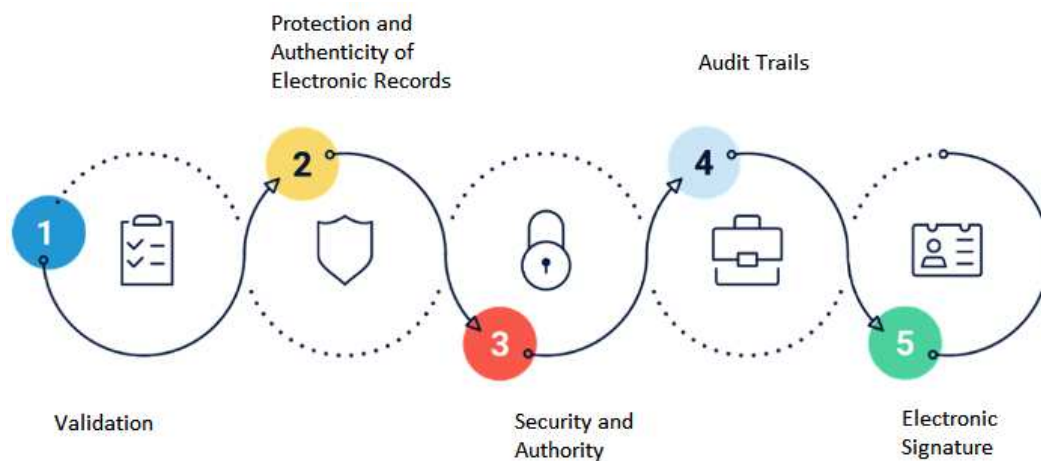 1
Validation
2
Protection and
Authenticity of
Electronic Records
3
Security and
Authority
4
Audit Trails
5
Electronic
Signature